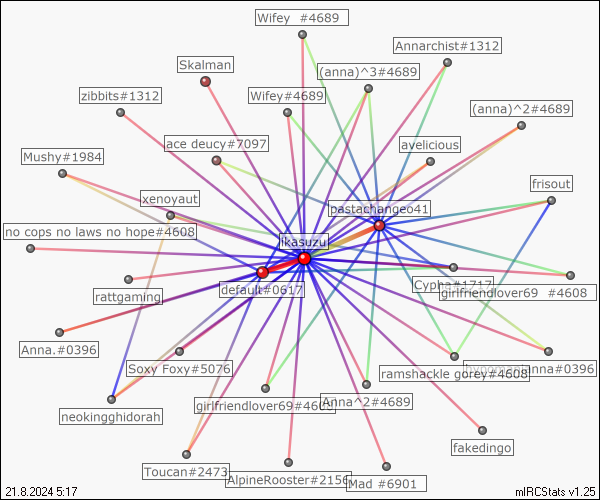 Wifey #4689
Annarchist#1312
Skalman
(anna)^3#4689
zibbits#1312
Wifey#4689
(anna)^2#4689
ace deucy#7097
avelicious
Mushy#1984
frisout
xenoyaut
pastachangeo41
no cops no laws no hope#4608
ikasuzu
Cypha#1717
default#0617
girlfriendlover69 #4608
rattgaming
Anna.#0396
Soxy Foxy#5076
ramshackle gorey#4608
anna#0396
girlfriendlover69#4608
Anna^2#4689
neokingghidorah
fakedingo
Toucan#2473
AlpineRooster#2156
Mad #6901
21.8.2024 5:17
mIRCStats v1.25